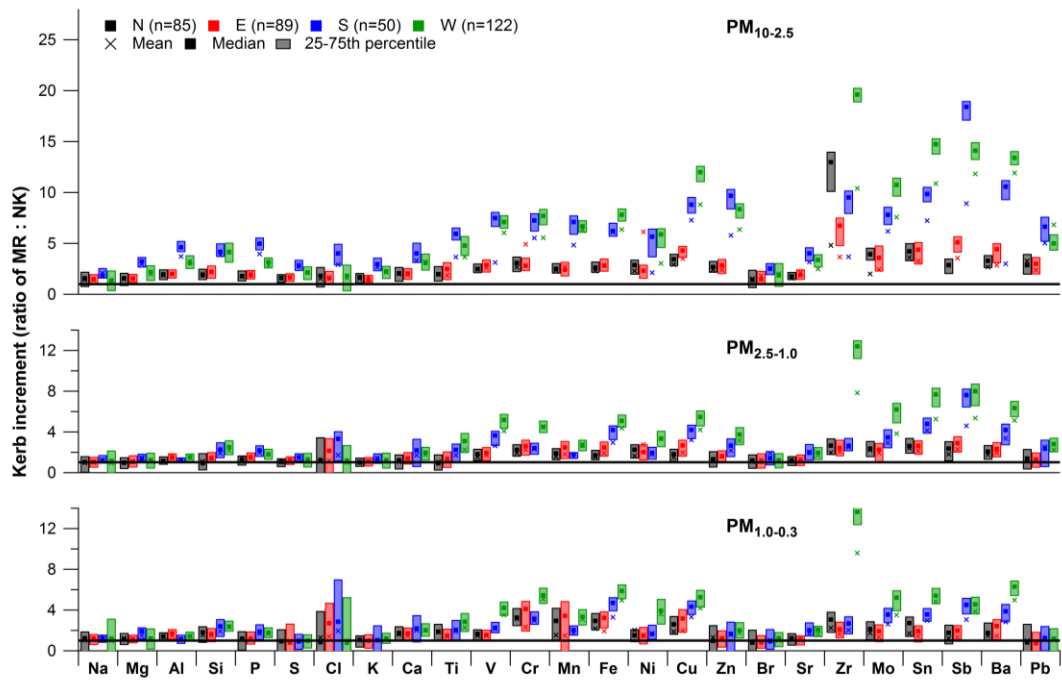 N (n=85) E (n=89) S (n=50) W (n=122)
× Mean Median 25-75th percentile
PM10-2.5
25
20
15
10
5
0
Kerb increment (ratio of MR : NK)
PM2.5-1.0
12
8
4
0
PM1.0-0.3
12
8
4
0
Na Mg Al Si P S Cl K Ca Ti V Cr Mn Fe Ni Cu Zn Br Sr Zr Mo Sn Sb Ba Pb